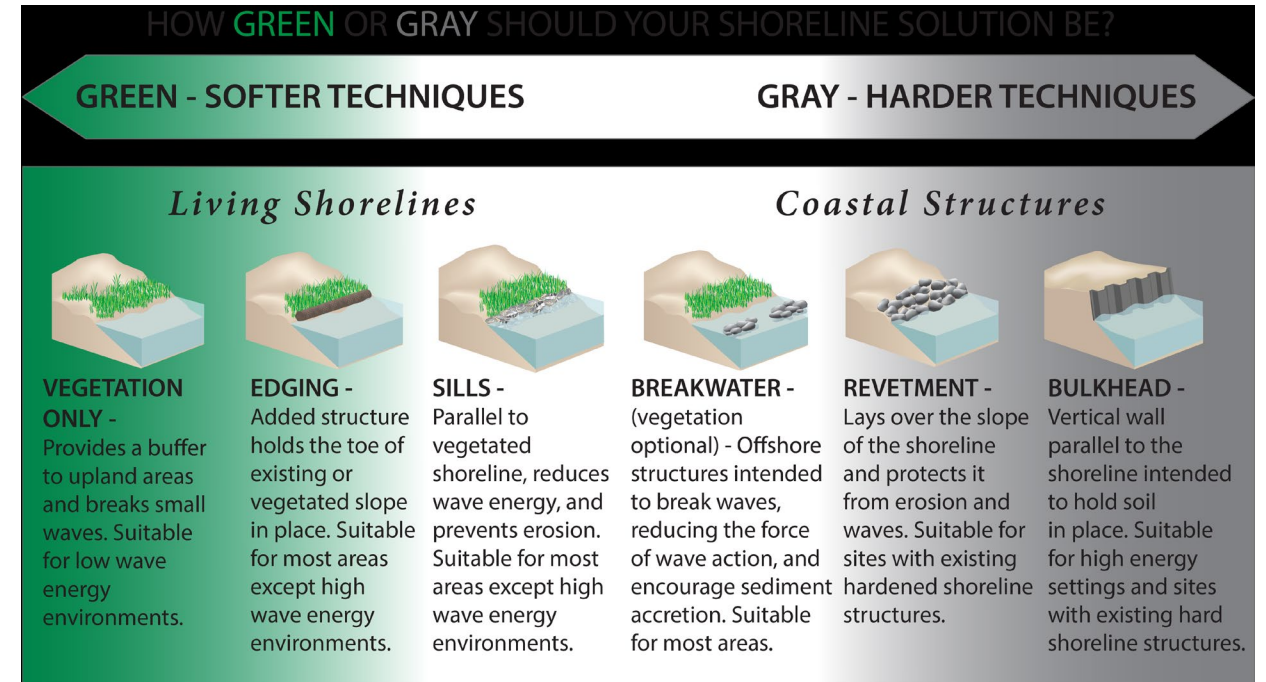 HOW GREEN OR GRAY SHOULD YOUR SHORELINE SOLUTION BE?
GREEN - SOFTER TECHNIQUES
GRAY - HARDER TECHNIQUES
Living Shorelines
Coastal Structures
VEGETATION
ONLY -
Provides a buffer
to upland areas
and breaks small
waves. Suitable
for low wave
energy
environments.
EDGING -
Added structure
holds the toe of
existing or
vegetated slope
in place. Suitable
for most areas
except high
wave energy
environments.
SILLS -
Parallel to
vegetated
shoreline, reduces
wave energy, and
prevents erosion.
Suitable for most
areas except high
wave energy
environments.
BREAKWATER -
(vegetation
optional) - Offshore
structures intended
to break waves,
reducing the force
of wave action, and
encourage sediment
accretion. Suitable
for most areas.
REVETMENT -
Lays over the slope
of the shoreline
and protects it
from erosion and
waves. Suitable for
sites with existing
hardened shoreline
structures.
BULKHEAD -
Vertical wall
parallel to the
shoreline intended
to hold soil
in place. Suitable
for high energy
settings and sites
with existing hard
shoreline structures.